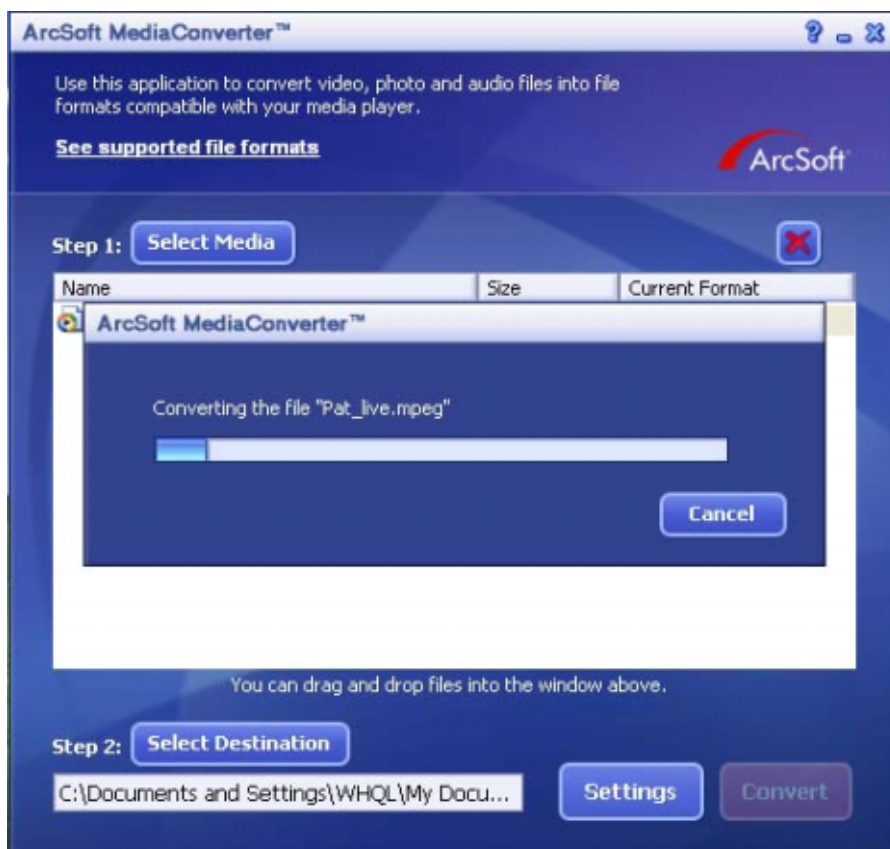 ArcSoft MediaConverter™
Use this application to convert video, photo and audio files into file
formats compatible with your media player.
See supported file formats
ArcSoft
Step 1: Select Media
Name Size Current Format
ArcSoft MediaConverter™
Converting the file "Pat_live.mpeg"
Cancel
You can drag and drop files into the window above.
Step 2: Select Destination
C:\Documents and Settings\WHQL\My Docu...
Settings Convert